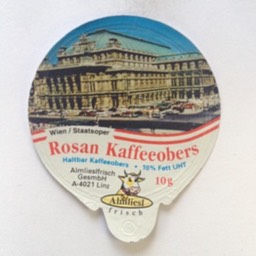 Wien / Staatsoper
Rosan Kaffeeobers
Haltbar Kaffeeobers • 10% Fett UHT
Almliesl­frisch
GesmbH
A-4021 Linz
10g
Almliesl
frisch